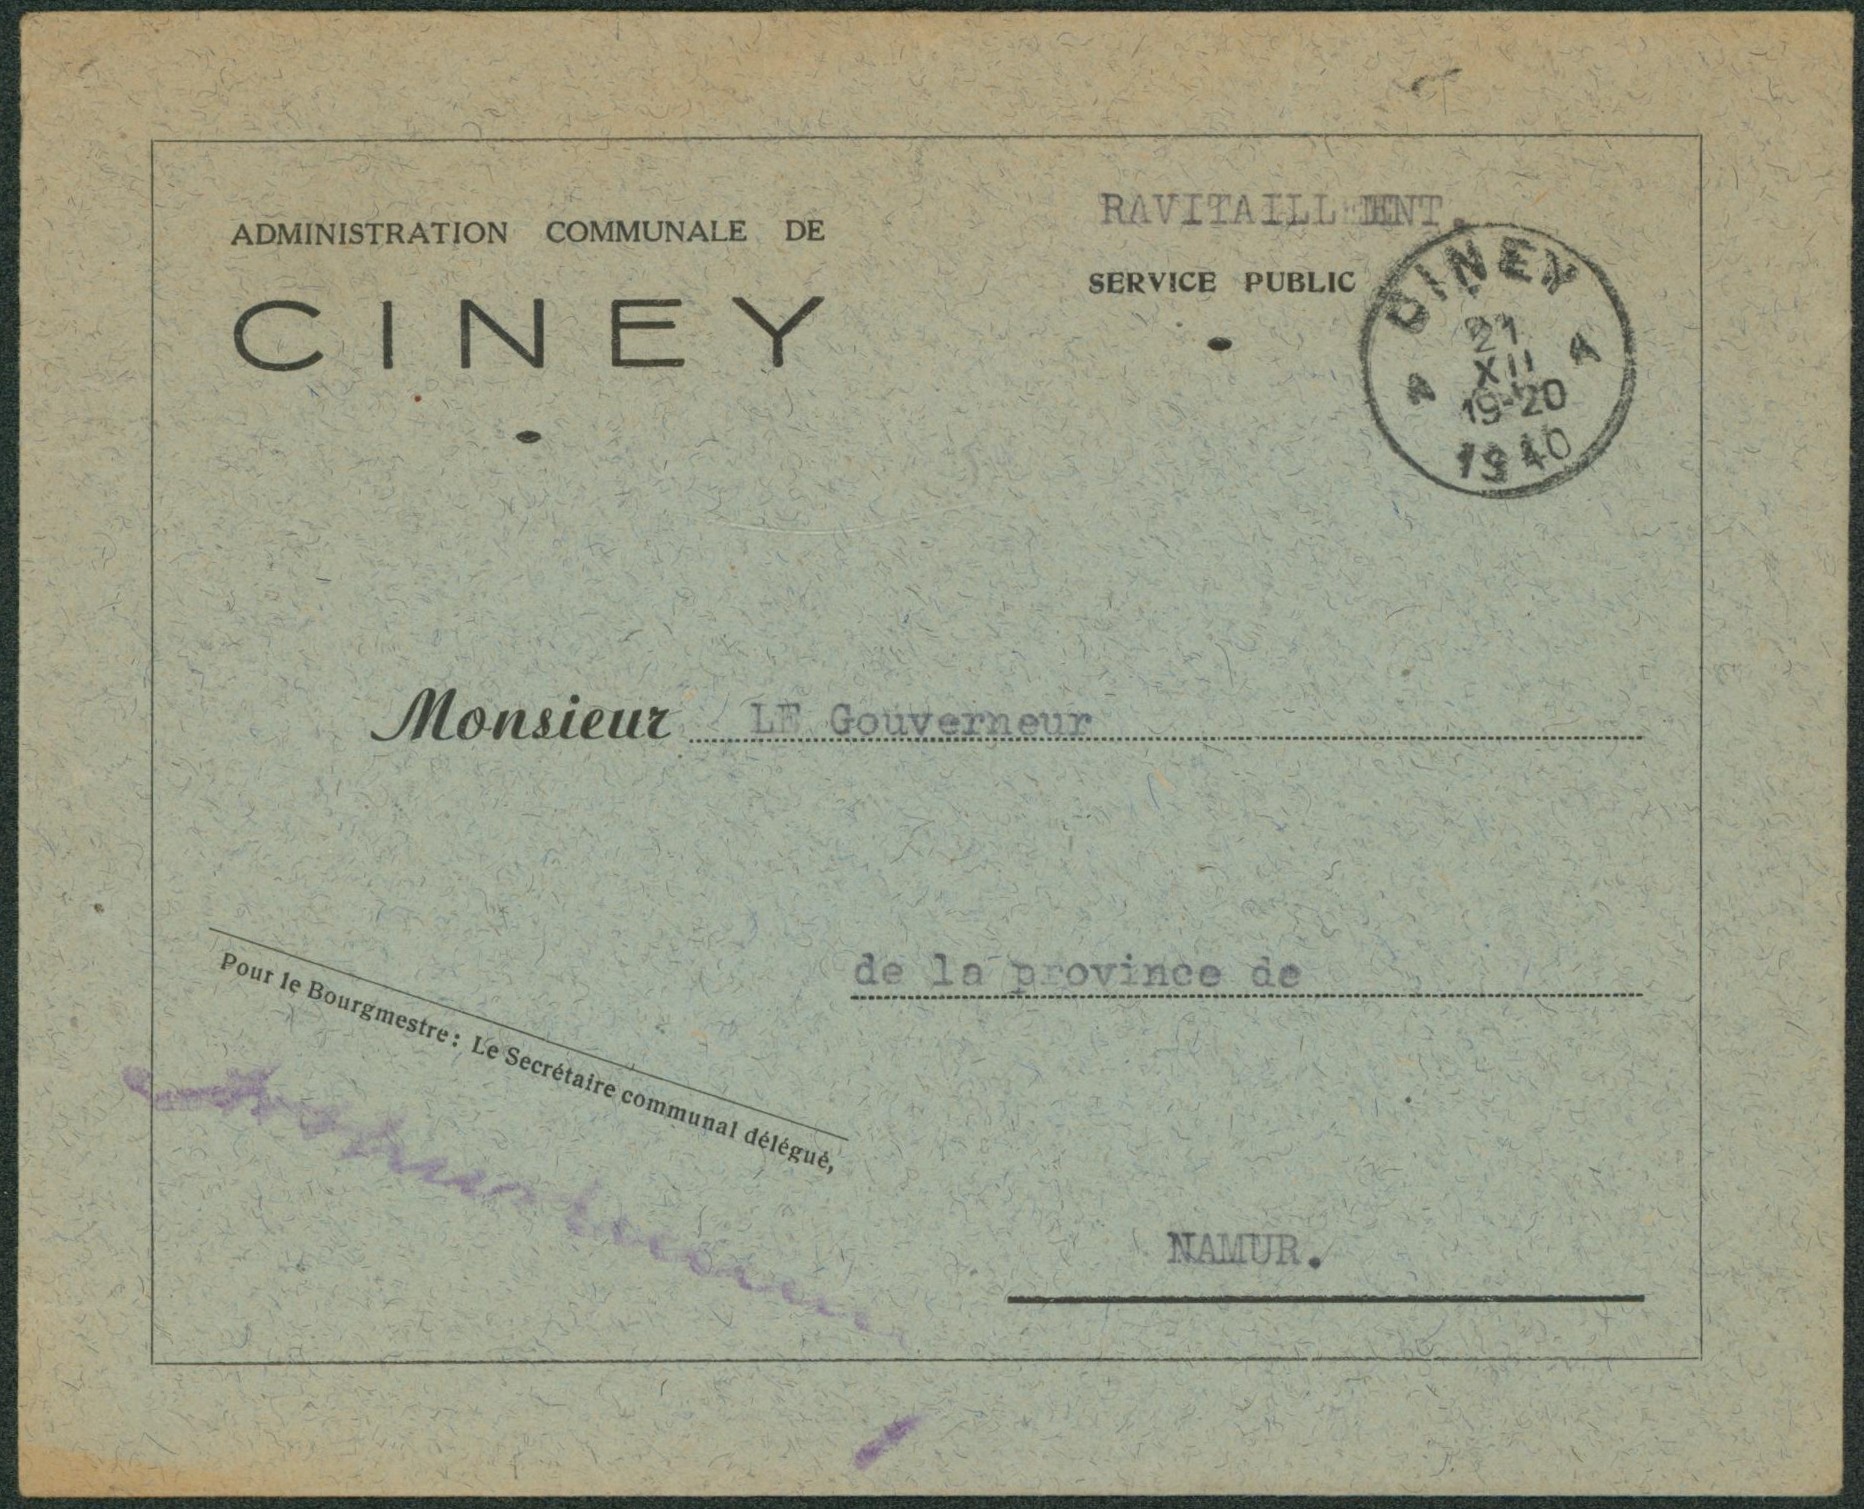 ADMINISTRATION COMMUNALE DE
CINEY
RAVITAILLEMENT.
SERVICE PUBLIC
CINEY
21
XII
19-20
1940
A A
Monsieur LE Gouverneur
de la province de
NAMUR.
Pour le Bourgmestre: Le Secrétaire communal délégué,